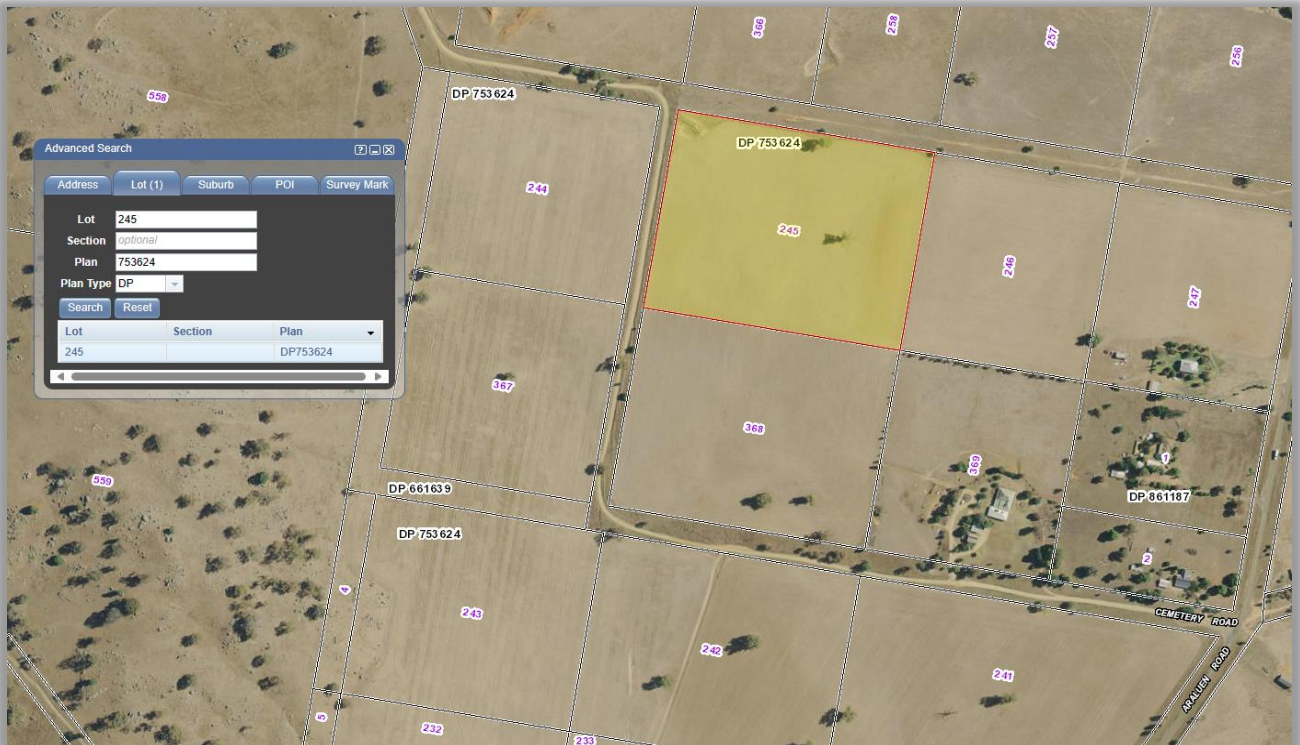 366
258
257
256
558
DP 753624
Advanced Search
Address
Lot (1)
Suburb
POI
Survey Mark
Lot
245
Section
optional
Plan
753624
Plan Type
DP
Search
Reset
Lot
Section
Plan
245
DP753624
DP 753624
244
245
246
247
367
368
369
1
DP 861187
2
559
DP 661639
DP 753624
4
243
242
241
CEMETERY ROAD
ARALUEN ROAD
5
232
233